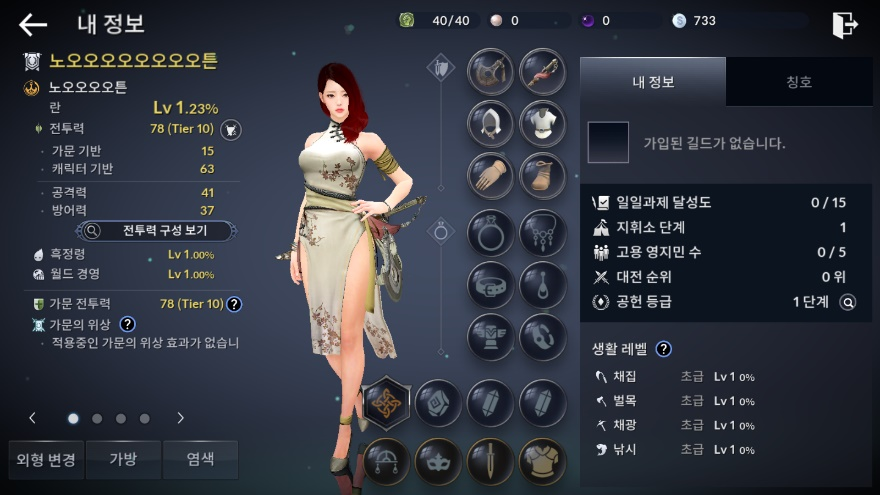 내 정보
40/40
0
0
733
노오오오오오오오오튼
노오오오오튼
란
Lv 1.23%
전투력
78 (Tier 10)
가문 기반
15
캐릭터 기반
63
공격력
41
방어력
37
전투력 구성 보기
흑정령
Lv 1.00%
월드 경영
Lv 1.00%
가문 전투력
78 (Tier 10) ?
가문의 위상 ?
적용중인 가문의 위상 효과가 없습니
외형 변경
가방
염색
내 정보
칭호
가입된 길드가 없습니다.
일일과제 달성도
0 / 15
지휘소 단계
1
고용 영지민 수
0 / 5
대전 순위
0 위
공헌 등급
1 단계
생활 레벨 ?
채집
초급 Lv 1 0%
벌목
초급 Lv 1 0%
채광
초급 Lv 1 0%
낚시
초급 Lv 1 0%